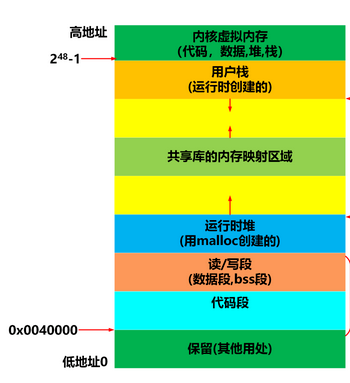 高地址
内核虚拟内存
(代码，数据,堆,栈)
2⁴⁸-1
用户栈
(运行时创建的)
共享库的内存映射区域
运行时堆
(用malloc创建的)
读/写段
(数据段,bss段)
代码段
0x0040000
保留(其他用处)
低地址0